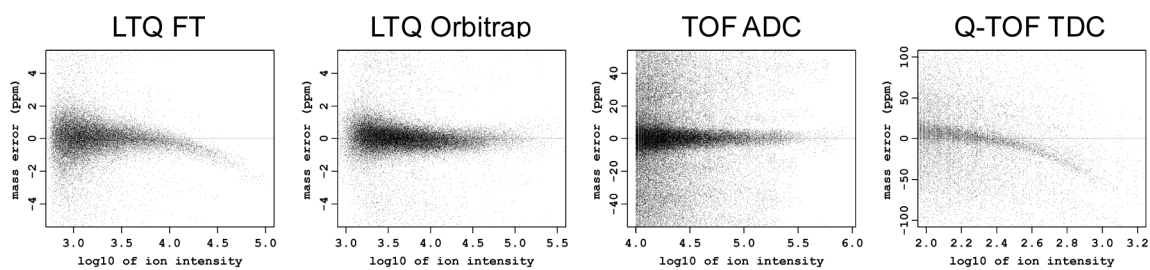 LTQ FT
LTQ Orbitrap
TOF ADC
Q-TOF TDC
mass error (ppm)
4
2
0
-2
-4
3.0 3.5 4.0 4.5 5.0
log10 of ion intensity
mass error (ppm)
4
2
0
-2
-4
3.0 3.5 4.0 4.5 5.0 5.5
log10 of ion intensity
mass error (ppm)
40
20
0
-20
-40
4.0 4.5 5.0 5.5 6.0
log10 of ion intensity
mass error (ppm)
100
50
0
-50
-100
2.0 2.2 2.4 2.6 2.8 3.0 3.2
log10 of ion intensity